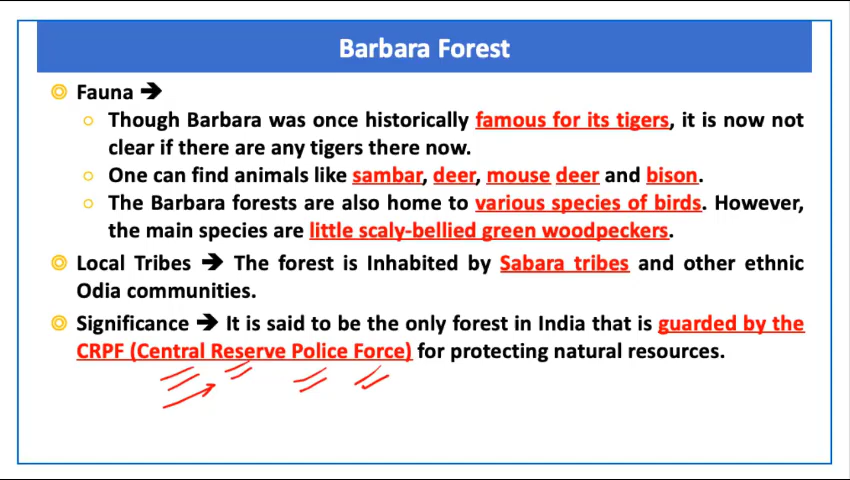 Barbara Forest
Fauna ➔
Though Barbara was once historically famous for its tigers, it is now not
clear if there are any tigers there now.
One can find animals like sambar, deer, mouse deer and bison.
The Barbara forests are also home to various species of birds. However,
the main species are little scaly-bellied green woodpeckers.
Local Tribes ➔ The forest is Inhabited by Sabara tribes and other ethnic
Odia communities.
Significance ➔ It is said to be the only forest in India that is guarded by the
CRPF (Central Reserve Police Force) for protecting natural resources.